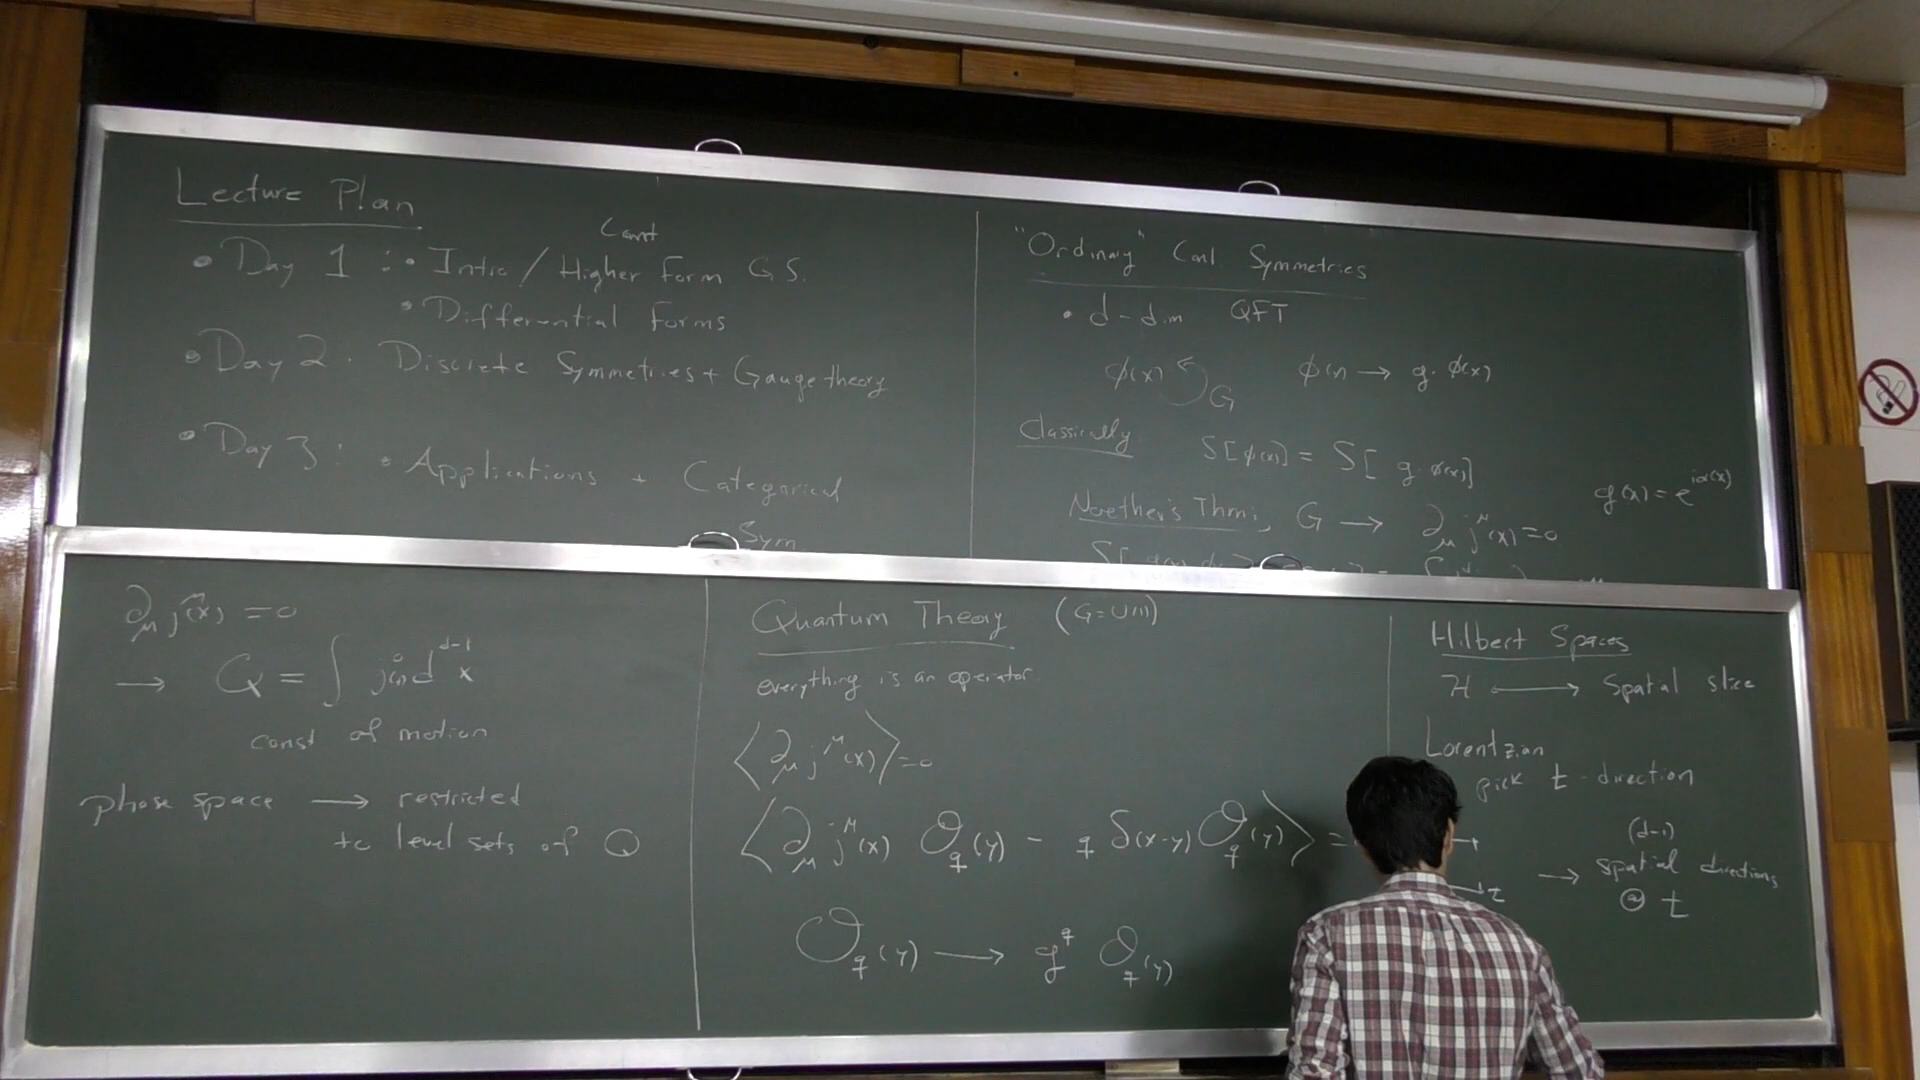 Lecture Plan
Cont
• Day 1 : • Intro / Higher Form G.S.
• Differential Forms
• Day 2 . Discrete Symmetries + Gauge theory
• Day 3 : • Applications + Categorical
Sym
"Ordinary" Cont. Symmetries
• d-dim QFT
ϕ(x) G ϕ(x) → g · ϕ(x)
Classically S[ϕ(x)] = S[ g · ϕ(x)]
g(x) = e^{iα(x)}
Noether's Thm: G → ∂_μ j^μ(x) = 0
∂_μ j^μ(x) = 0
→ Q = ∫ j^0(x) d^{d-1} x
const of motion
phase space → restricted
to level sets of Q
Quantum Theory (G = U(1))
everything is an operator
⟨∂_μ j^μ(x)⟩ = 0
⟨∂_μ j^μ(x) O_q(y) − q δ(x-y) O_q(y)⟩ =
O_q(y) → g^q O_q(y)
Hilbert Spaces
H ⟷ Spatial slice
Lorentzian
pick t-direction
(d-1)
→ spatial directions
t @ t